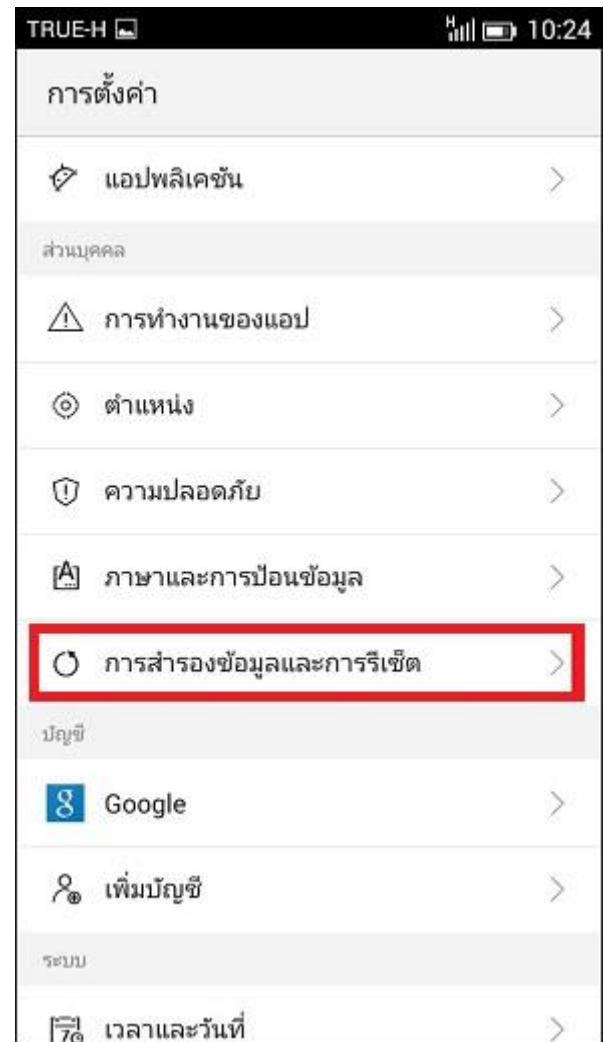 TRUE-H H 10:24
การตั้งค่า
แอปพลิเคชัน
ส่วนบุคคล
การทำงานของแอป
ตำแหน่ง
ความปลอดภัย
A ภาษาและการป้อนข้อมูล
การสำรองข้อมูลและการรีเซ็ต
บัญชี
g Google
เพิ่มบัญชี
ระบบ
7 เวลาและวันที่